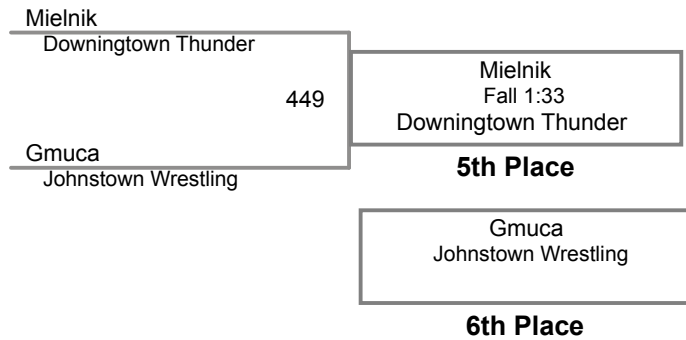 Mielnik
Downingtown Thunder
449
Gmuca
Johnstown Wrestling
Mielnik
Fall 1:33
Downingtown Thunder
5th Place
Gmuca
Johnstown Wrestling
6th Place